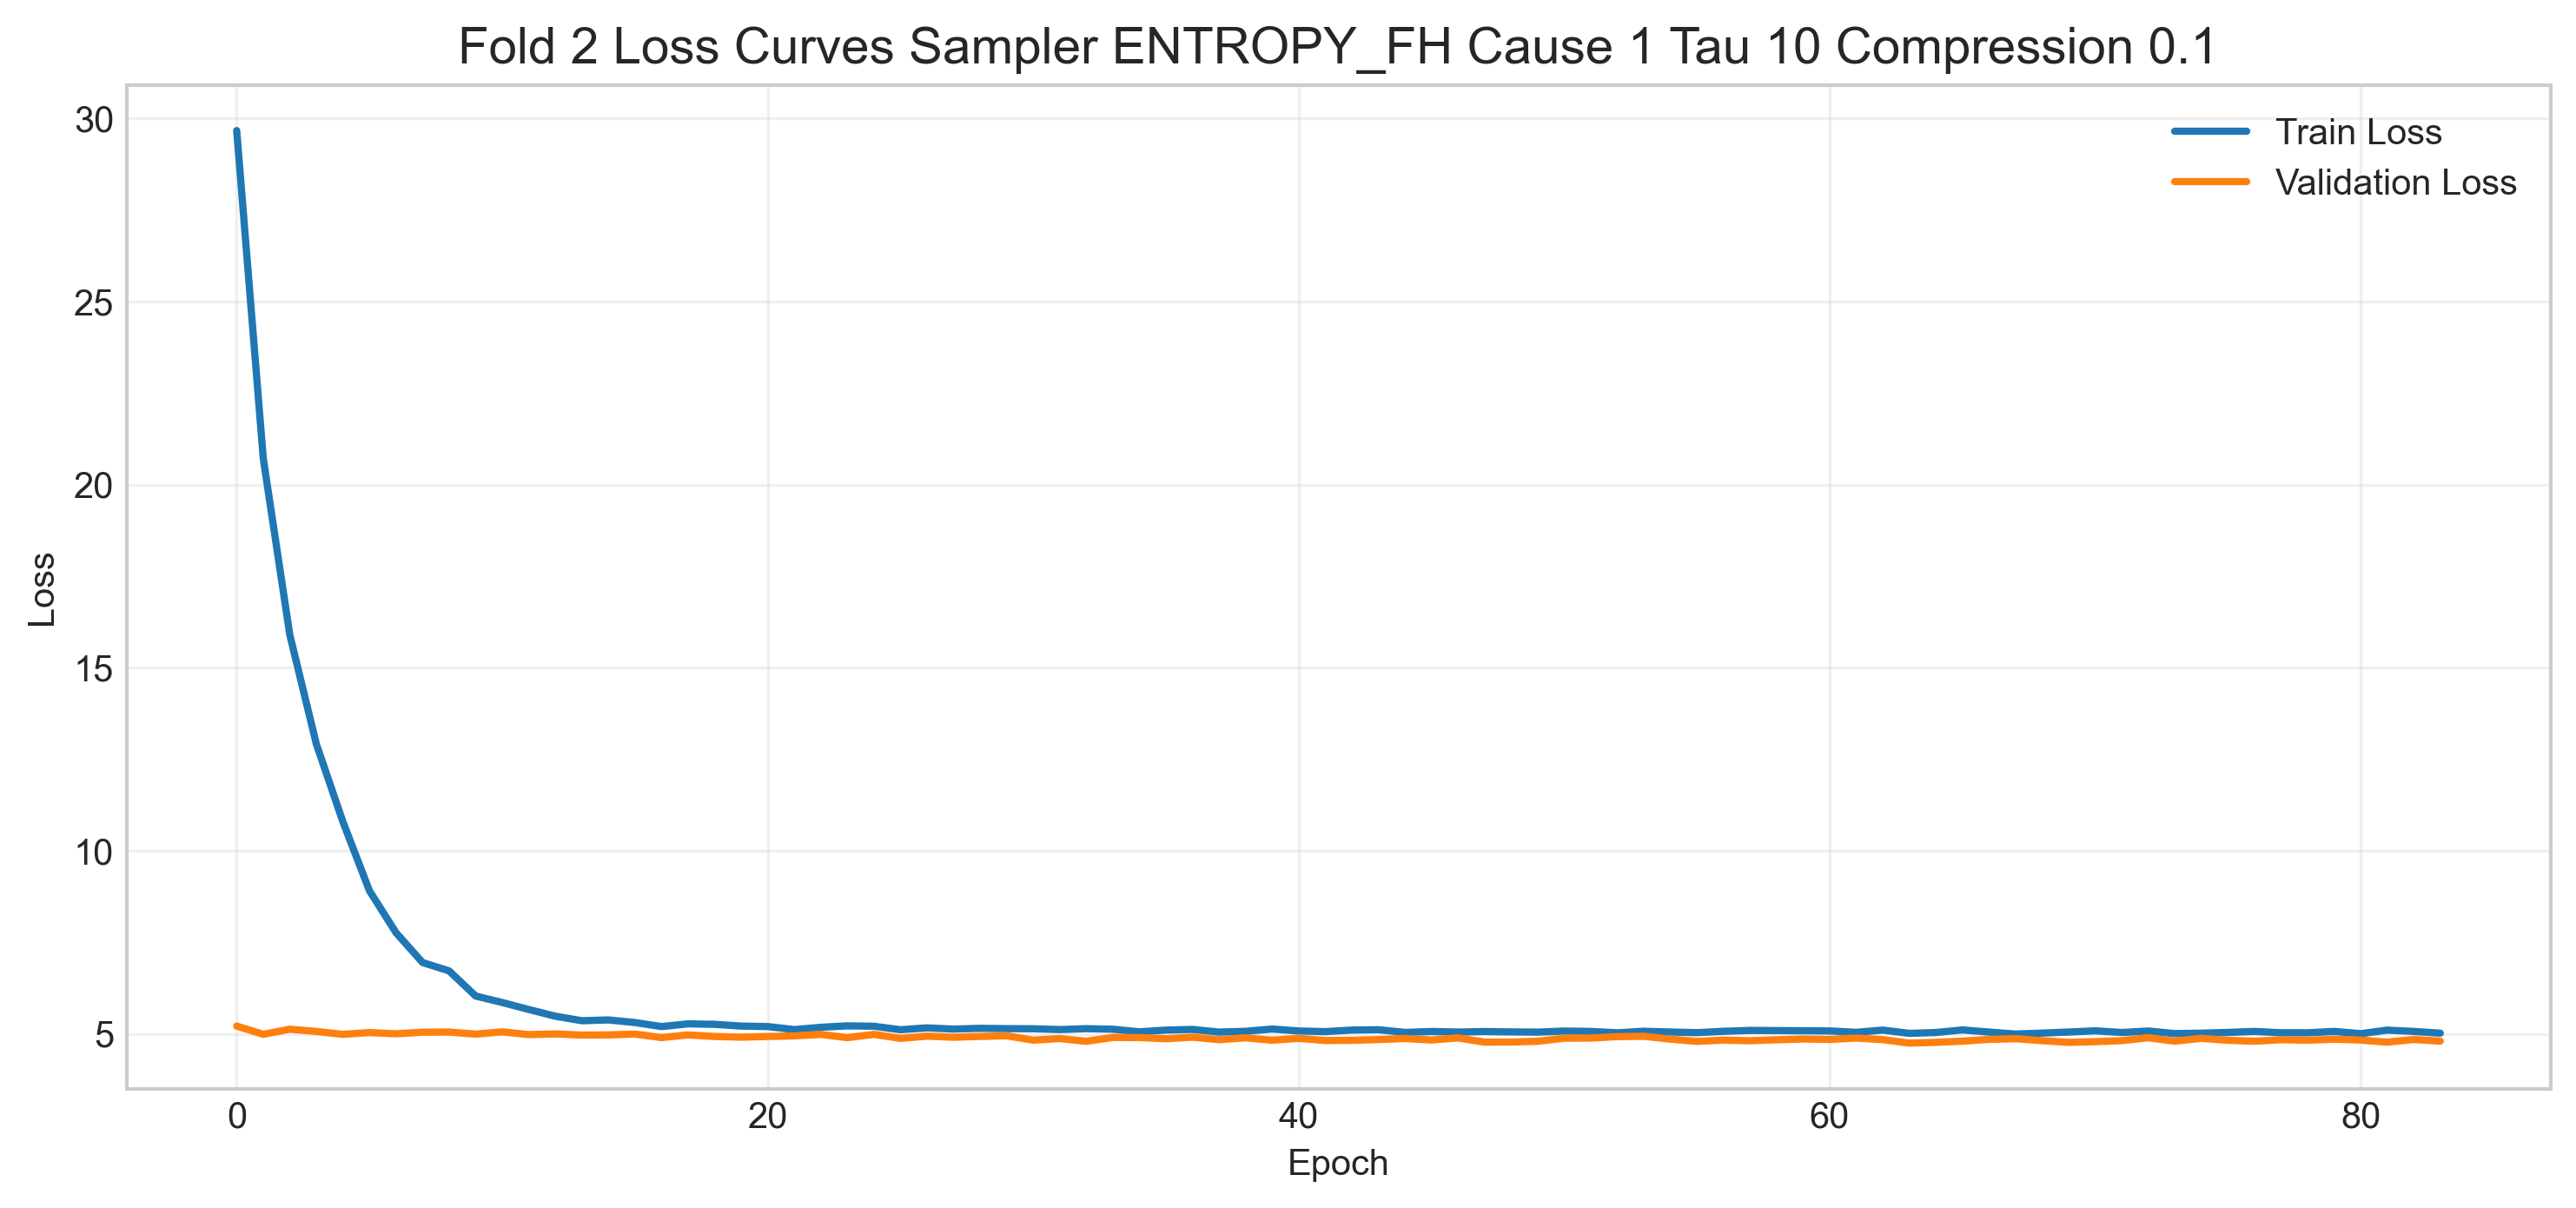 Fold 2 Loss Curves Sampler ENTROPY_FH Cause 1 Tau 10 Compression 0.1
Train Loss
Validation Loss
Loss
30
25
20
15
10
5
0 20 40 60 80
Epoch